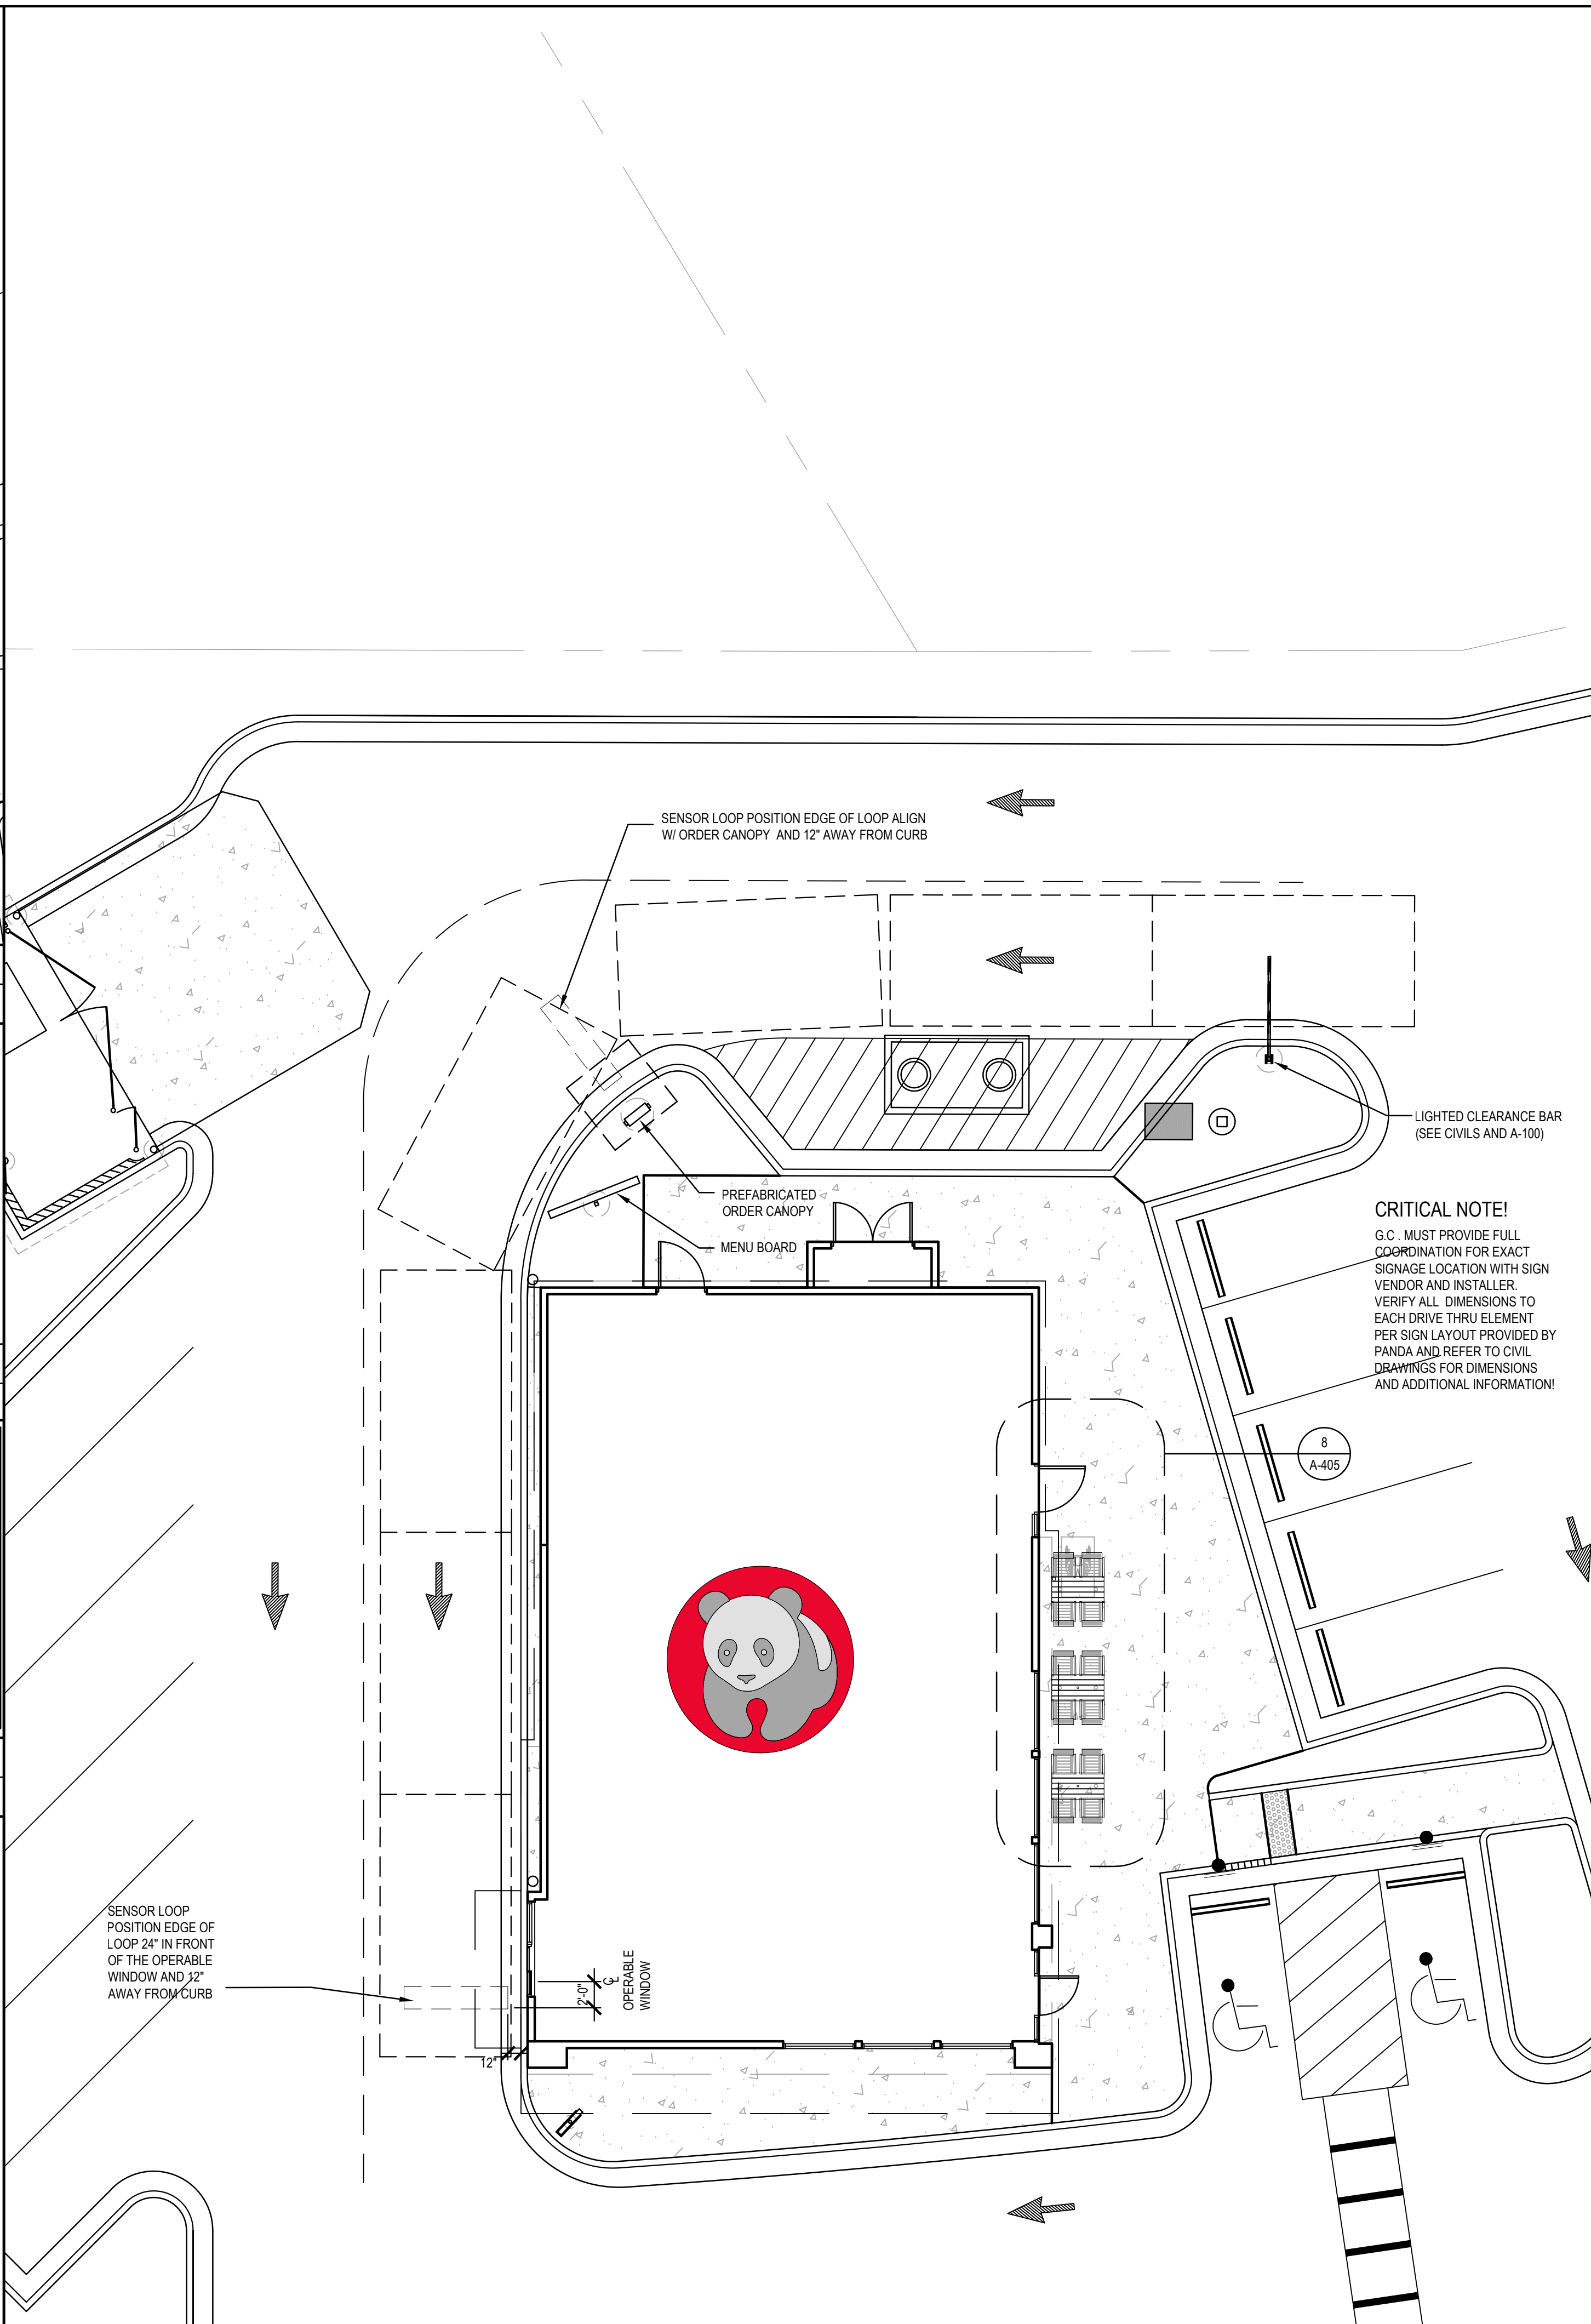 SENSOR LOOP POSITION EDGE OF LOOP ALIGN
W/ ORDER CANOPY AND 12" AWAY FROM CURB
LIGHTED CLEARANCE BAR
(SEE CIVILS AND A-100)
PREFABRICATED
ORDER CANOPY
MENU BOARD
CRITICAL NOTE!
G.C . MUST PROVIDE FULL
COORDINATION FOR EXACT
SIGNAGE LOCATION WITH SIGN
VENDOR AND INSTALLER.
VERIFY ALL DIMENSIONS TO
EACH DRIVE THRU ELEMENT
PER SIGN LAYOUT PROVIDED BY
PANDA AND REFER TO CIVIL
DRAWINGS FOR DIMENSIONS
AND ADDITIONAL INFORMATION!
8
A-405
SENSOR LOOP
POSITION EDGE OF
LOOP 24" IN FRONT
OF THE OPERABLE
WINDOW AND 12"
AWAY FROM CURB
2'-0"
CL
OPERABLE
WINDOW
12"